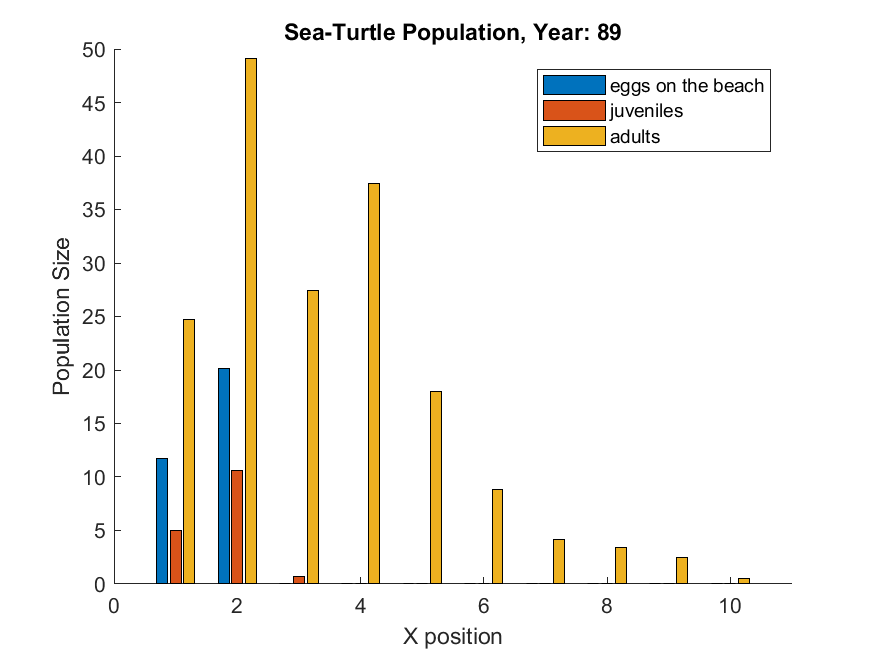 Sea-Turtle Population, Year: 89
50
45
40
35
30
25
20
15
10
5
0
Population Size
eggs on the beach
juveniles
adults
0 2 4 6 8 10
X position